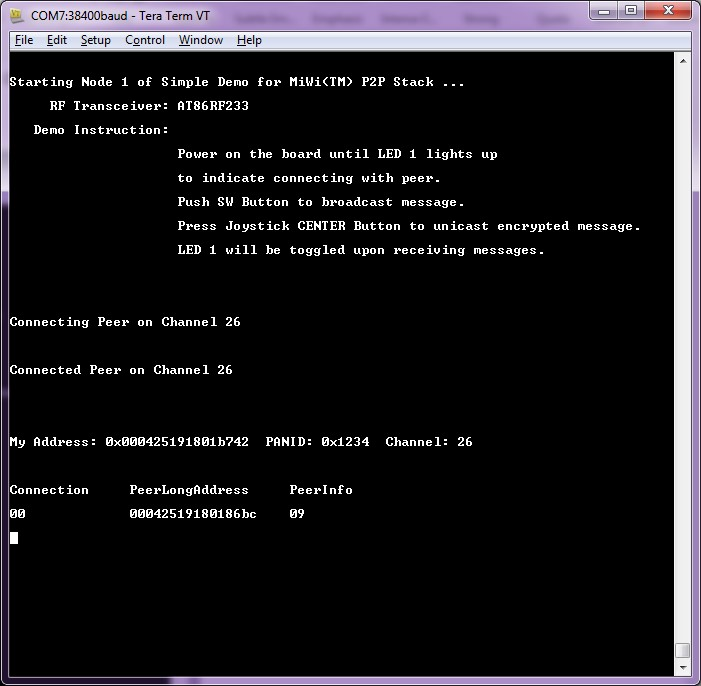 COM7:38400baud - Tera Term VT
File Edit Setup Control Window Help
Starting Node 1 of Simple Demo for MiWi(TM) P2P Stack ...
RF Transceiver: AT86RF233
Demo Instruction:
Power on the board until LED 1 lights up
to indicate connecting with peer.
Push SW Button to broadcast message.
Press Joystick CENTER Button to unicast encrypted message.
LED 1 will be toggled upon receiving messages.
Connecting Peer on Channel 26
Connected Peer on Channel 26
My Address: 0x000425191801b742 PANID: 0x1234 Channel: 26
Connection PeerLongAddress PeerInfo
00 00042519180186bc 09